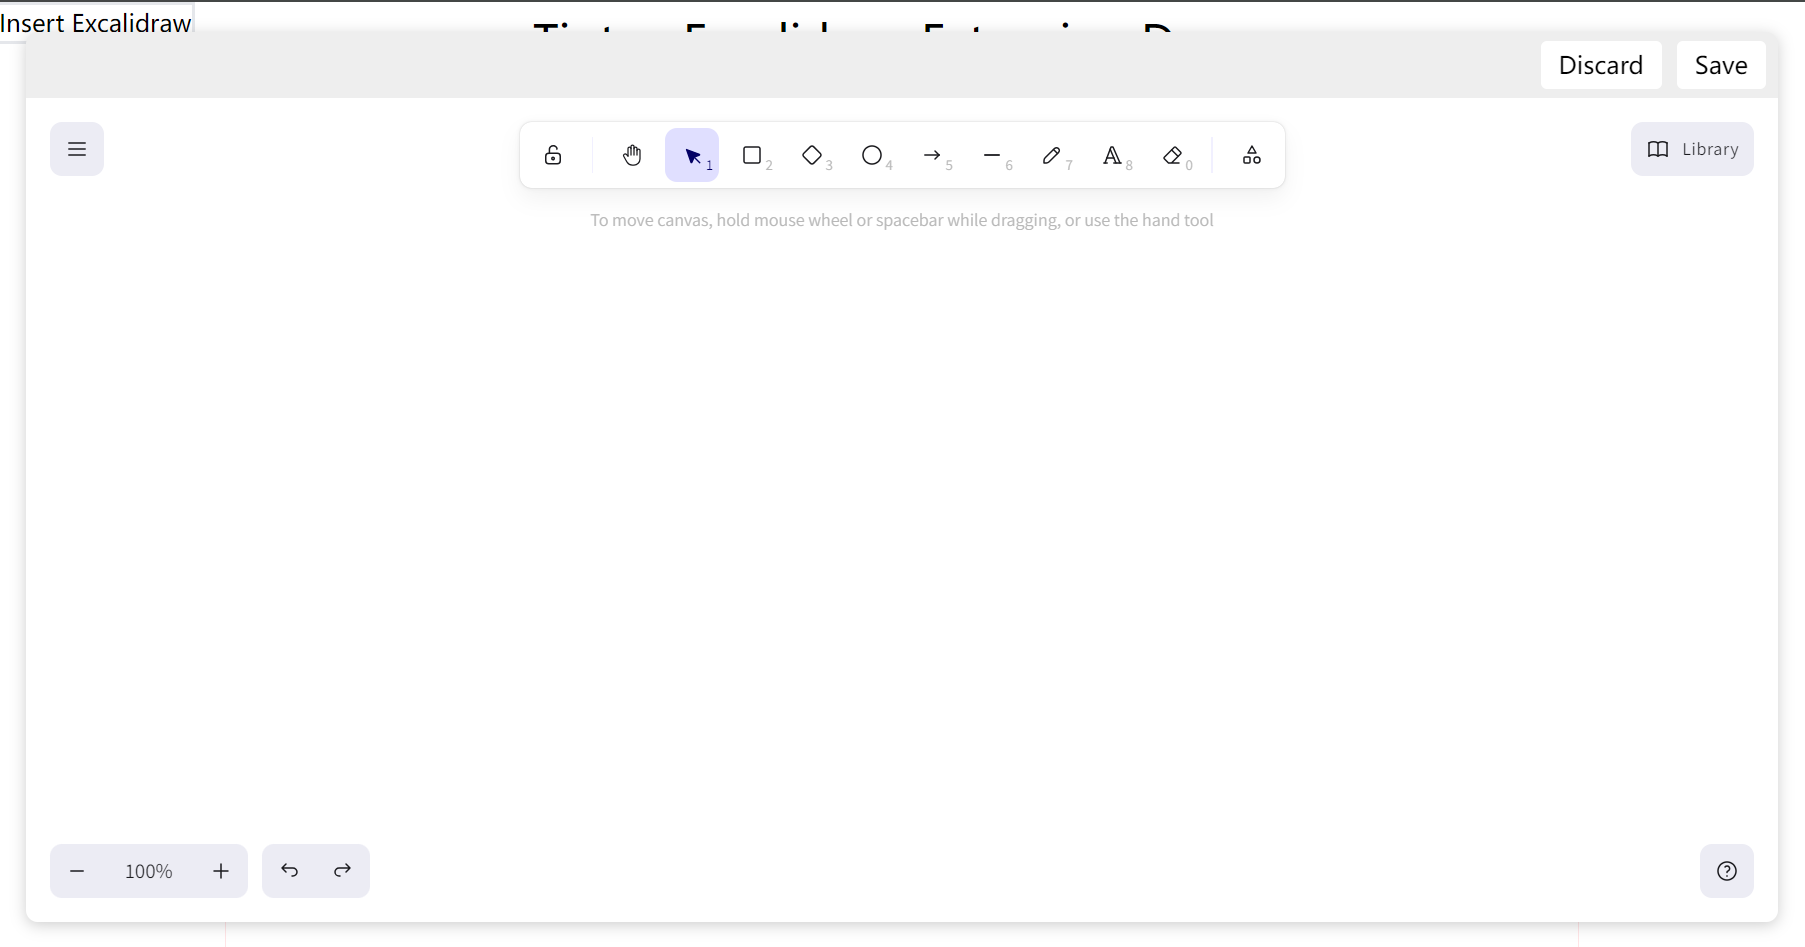 Insert Excalidraw
Discard
Save
1
2
3
4
5
6
7
8
0
Library
To move canvas, hold mouse wheel or spacebar while dragging, or use the hand tool
100%